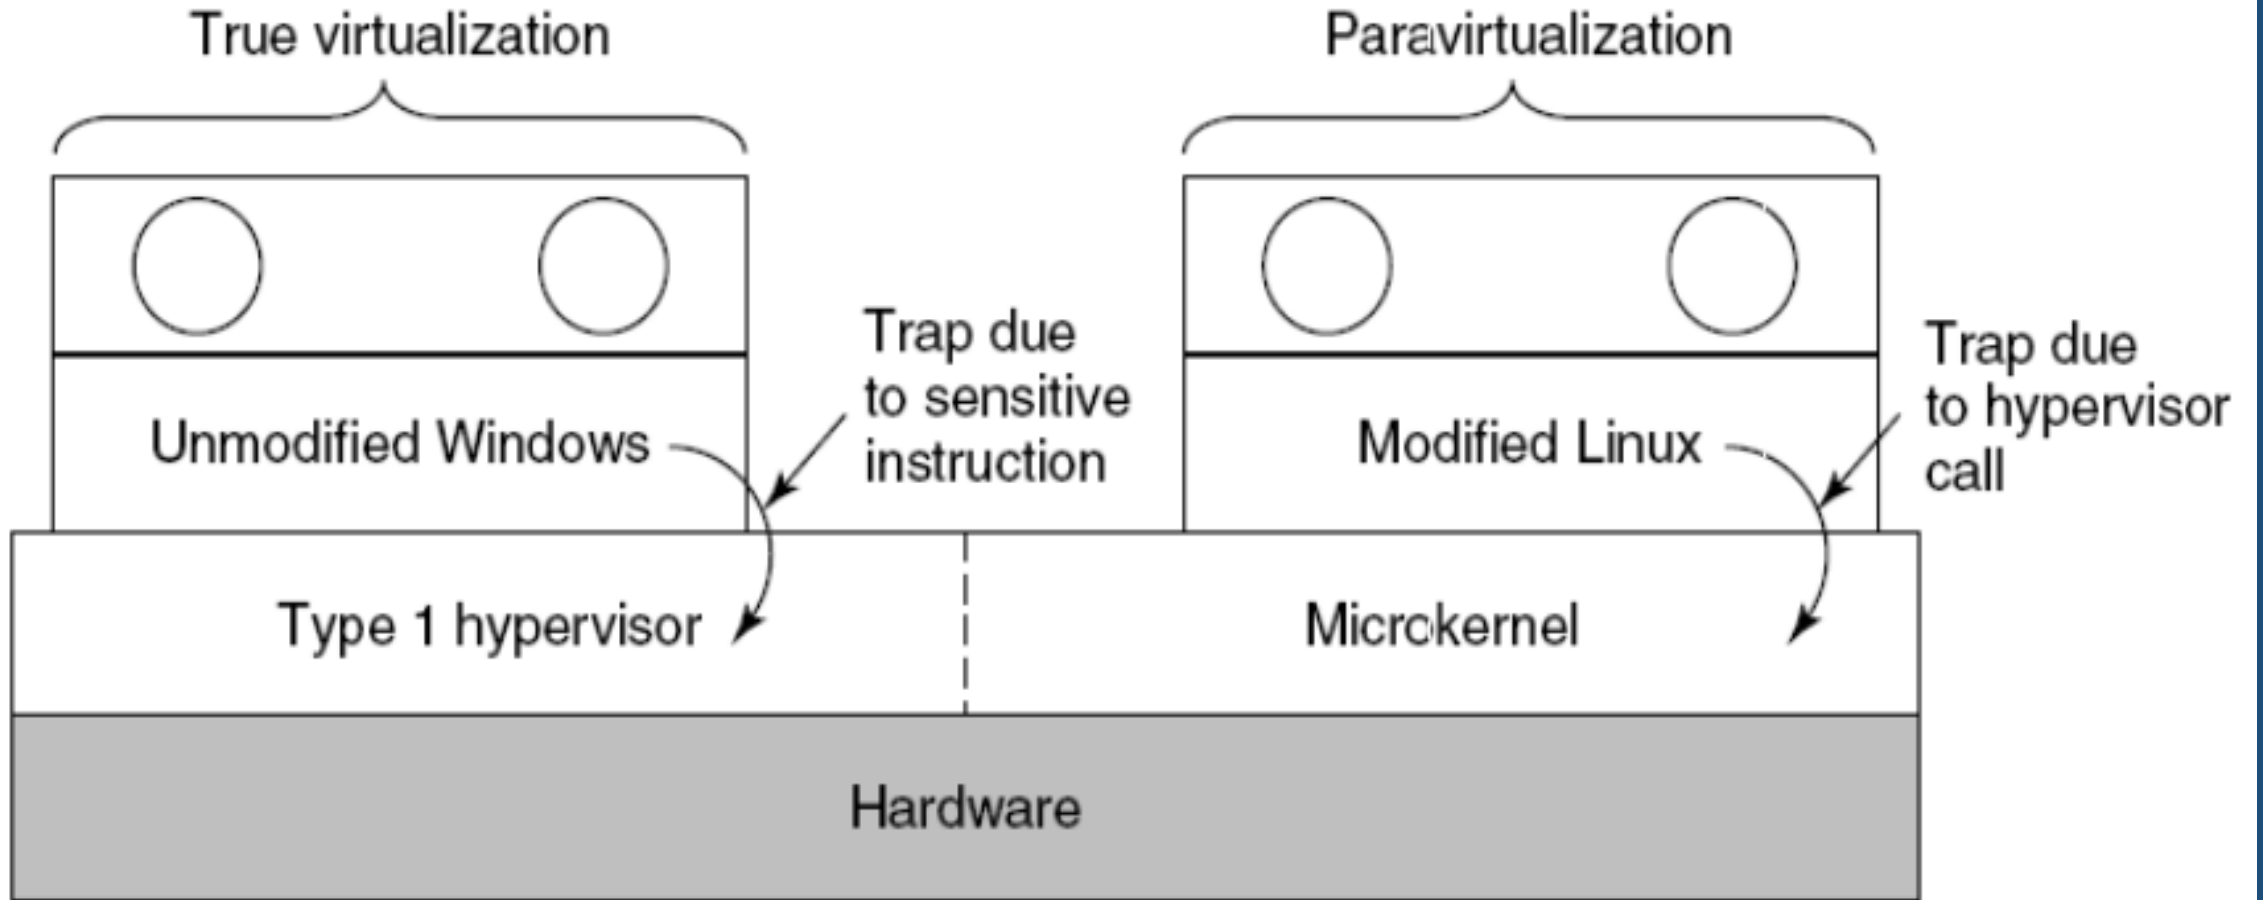 True virtualization
Paravirtualization
Trap due
to sensitive
instruction
Trap due
to hypervisor
call
Unmodified Windows
Modified Linux
Type 1 hypervisor
Microkernel
Hardware